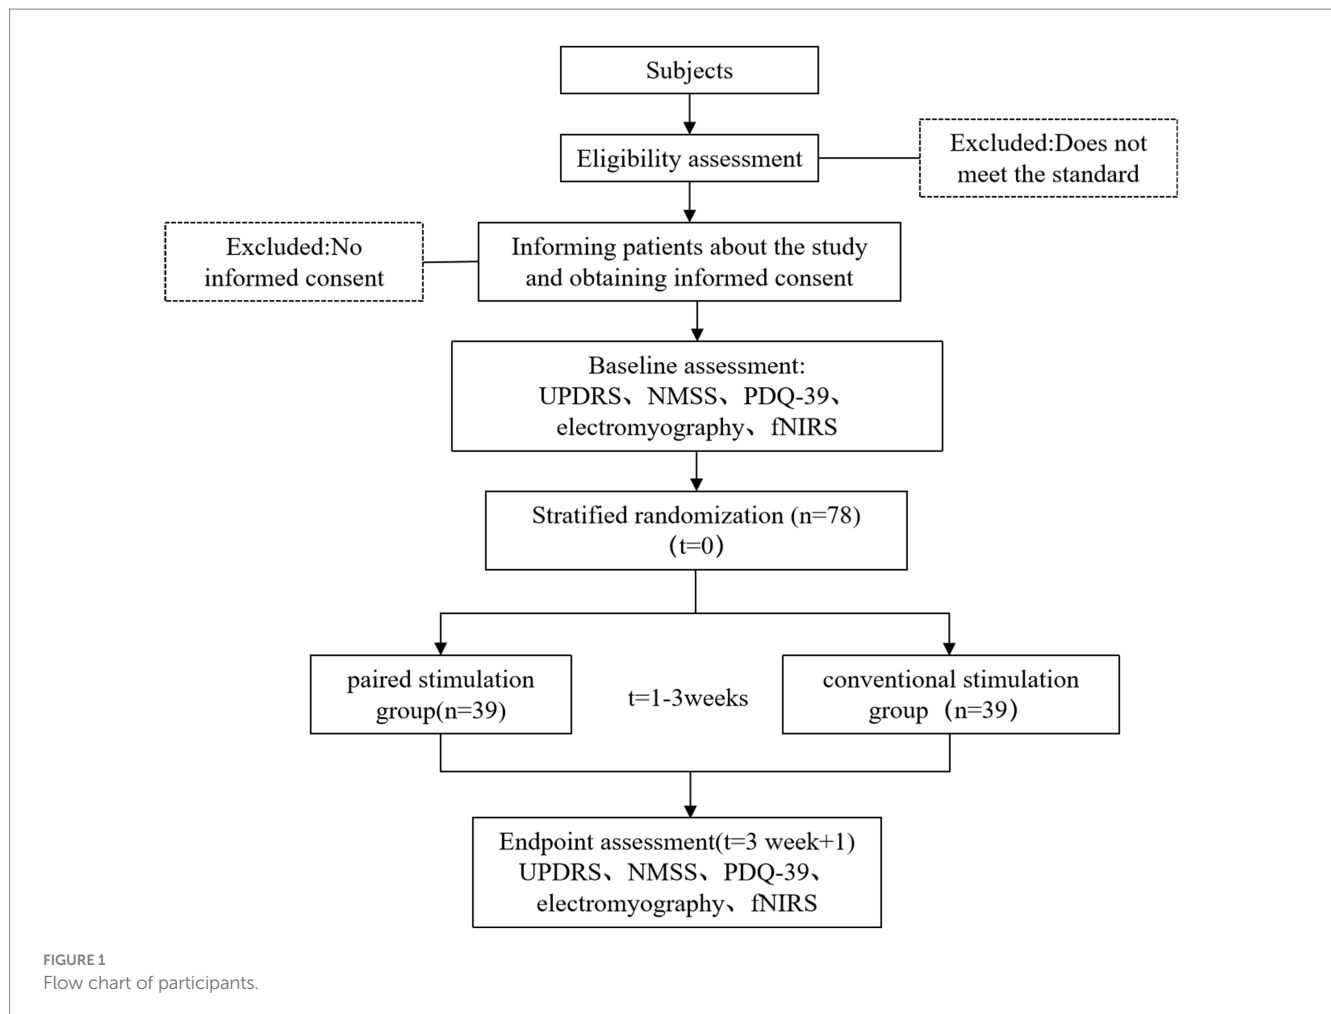 Subjects
Eligibility assessment
Excluded:Does not
meet the standard
Excluded:No
informed consent
Informing patients about the study
and obtaining informed consent
Baseline assessment:
UPDRS、NMSS、PDQ-39、
electromyography、fNIRS
Stratified randomization (n=78)
（t=0）
paired stimulation
group(n=39)
t=1-3weeks
conventional stimulation
group（n=39）
Endpoint assessment(t=3 week+1)
UPDRS、NMSS、PDQ-39、
electromyography、fNIRS
FIGURE 1
Flow chart of participants.